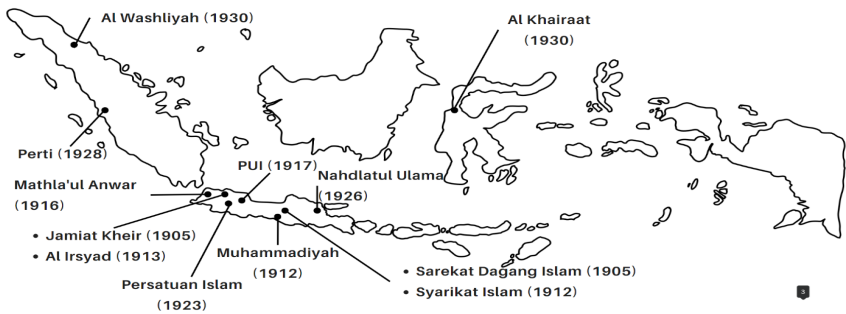 Al Washliyah (1930)
Al Khairaat
(1930)
Perti (1928)
PUI (1917)
Nahdlatul Ulama
(1926)
Mathla'ul Anwar
(1916)
• Jamiat Kheir (1905)
• Al Irsyad (1913)
Muhammadiyah
(1912)
Persatuan Islam
(1923)
• Sarekat Dagang Islam (1905)
• Syarikat Islam (1912)
3